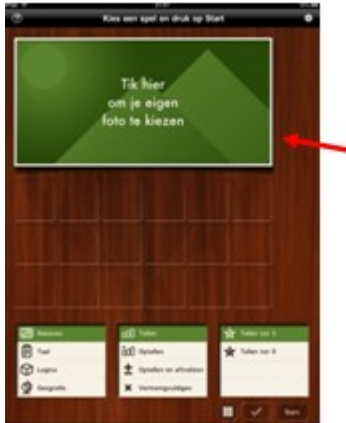 Kies een spel en druk op Start
Tik hier
om je eigen
foto te kiezen
Rekenen
Taal
Logica
Geografie
Tellen
Optellen
Optellen en aftrekken
Vermenigvuldigen
Tellen tot 5
Tellen tot 9
Start